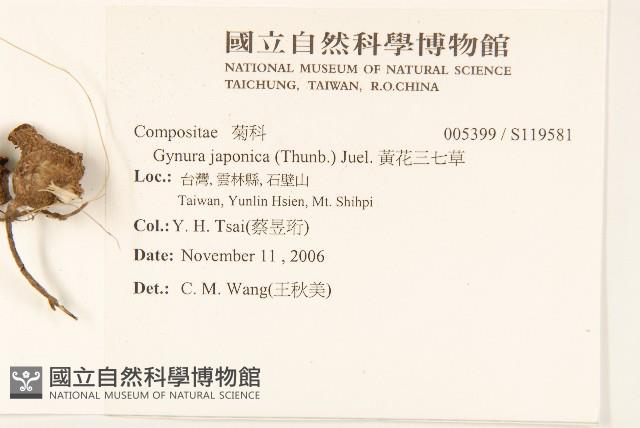 國立自然科學博物館
NATIONAL MUSEUM OF NATURAL SCIENCE
TAICHUNG, TAIWAN, R.O.CHINA
Compositae 菊科 005399 / S119581
Gynura japonica (Thunb.) Juel. 黃花三七草
Loc.: 台灣, 雲林縣, 石壁山
Taiwan, Yunlin Hsien, Mt. Shihpi
Col.: Y. H. Tsai(蔡昱珩)
Date: November 11 , 2006
Det.: C. M. Wang(王秋美)
國立自然科學博物館
NATIONAL MUSEUM OF NATURAL SCIENCE